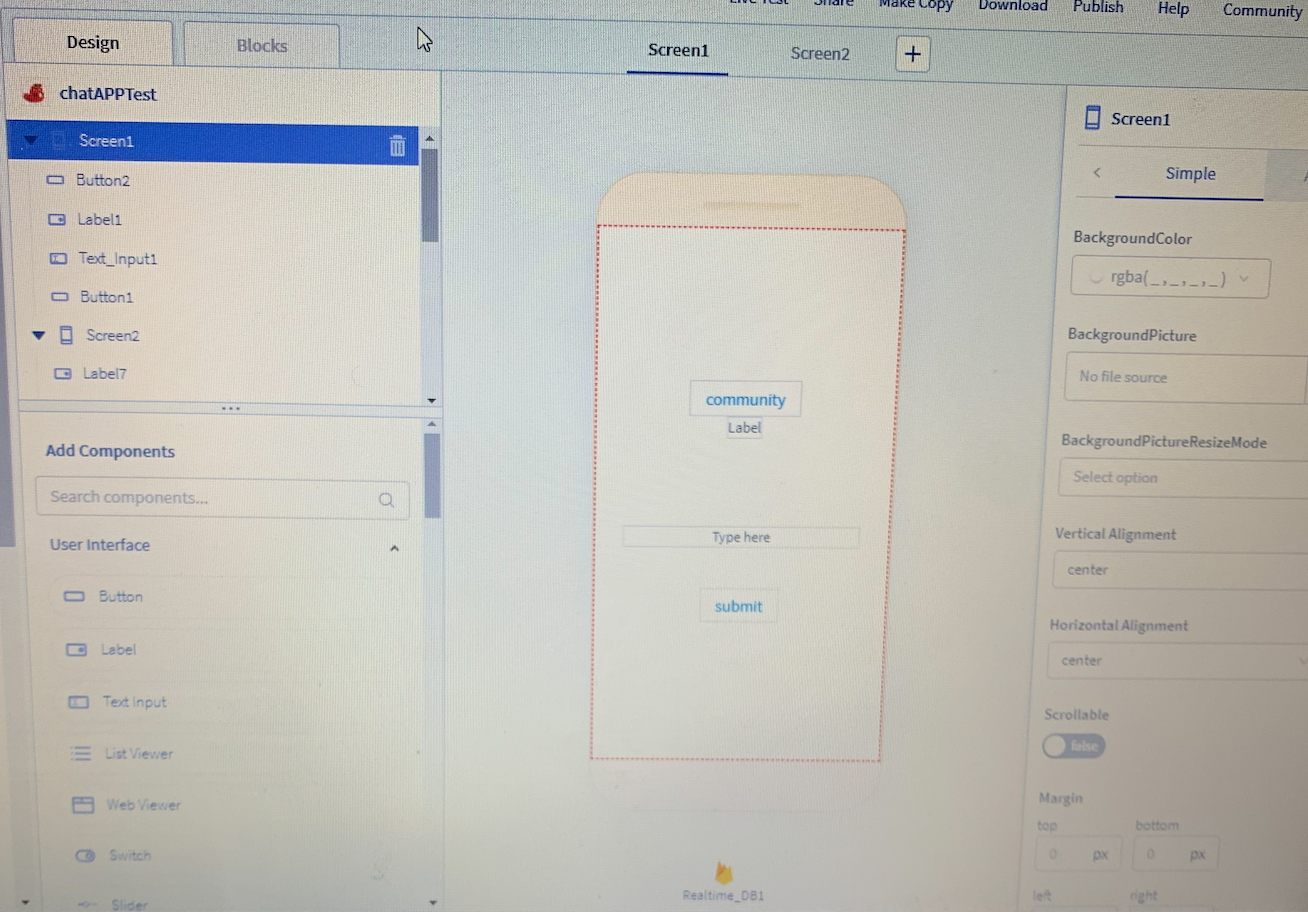 Live Test Share Make Copy Download Publish Help Community
Design Blocks
Screen1 Screen2 +
chatAPPTest
Screen1
Button2
Label1
Text_Input1
Button1
Screen2
Label7
Add Components
Search components...
User Interface
Button
Label
Text Input
List Viewer
Web Viewer
Switch
Slider
community
Label
Type here
submit
Realtime_DB1
Screen1
< Simple
BackgroundColor
rgba(_,_,_,_)
BackgroundPicture
No file source
BackgroundPictureResizeMode
Select option
Vertical Alignment
center
Horizontal Alignment
center
Scrollable
false
Margin
top bottom
0 px 0 px
left right